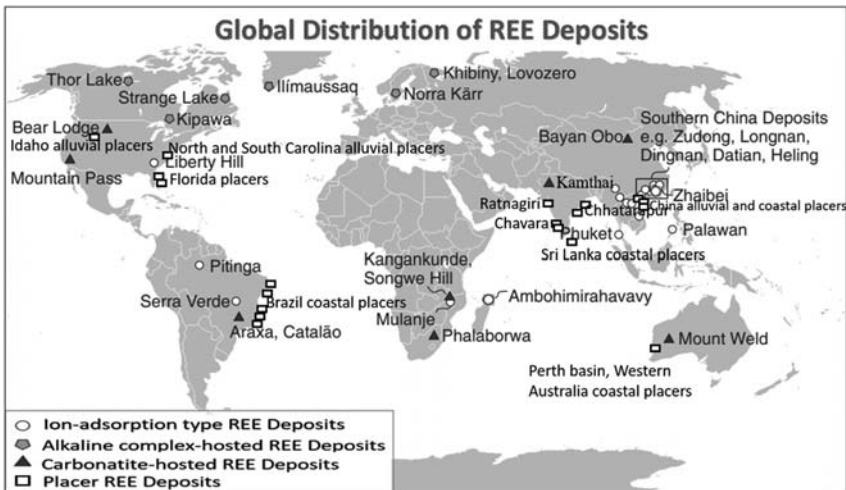 Global Distribution of REE Deposits
Thor Lake
Strange Lake
Kipawa
Ilímaussaq
Khibiny, Lovozero
Norra Kärr
Bear Lodge
Idaho alluvial placers
Mountain Pass
North and South Carolina alluvial placers
Liberty Hill
Florida placers
Bayan Obo
Southern China Deposits
e.g. Zudong, Longnan,
Dingnan, Datian, Heling
Kamthai
Zhaibei
China alluvial and coastal placers
Ratnagiri
Chhatarapur
Chavara
Phuket
Palawan
Sri Lanka coastal placers
Pitinga
Serra Verde
Brazil coastal placers
Araxa, Catalão
Kangankunde,
Songwe Hill
Mulanje
Ambohimirahavavy
Phalaborwa
Mount Weld
Perth basin, Western
Australia coastal placers
Ion-adsorption type REE Deposits
Alkaline complex-hosted REE Deposits
Carbonatite-hosted REE Deposits
Placer REE Deposits